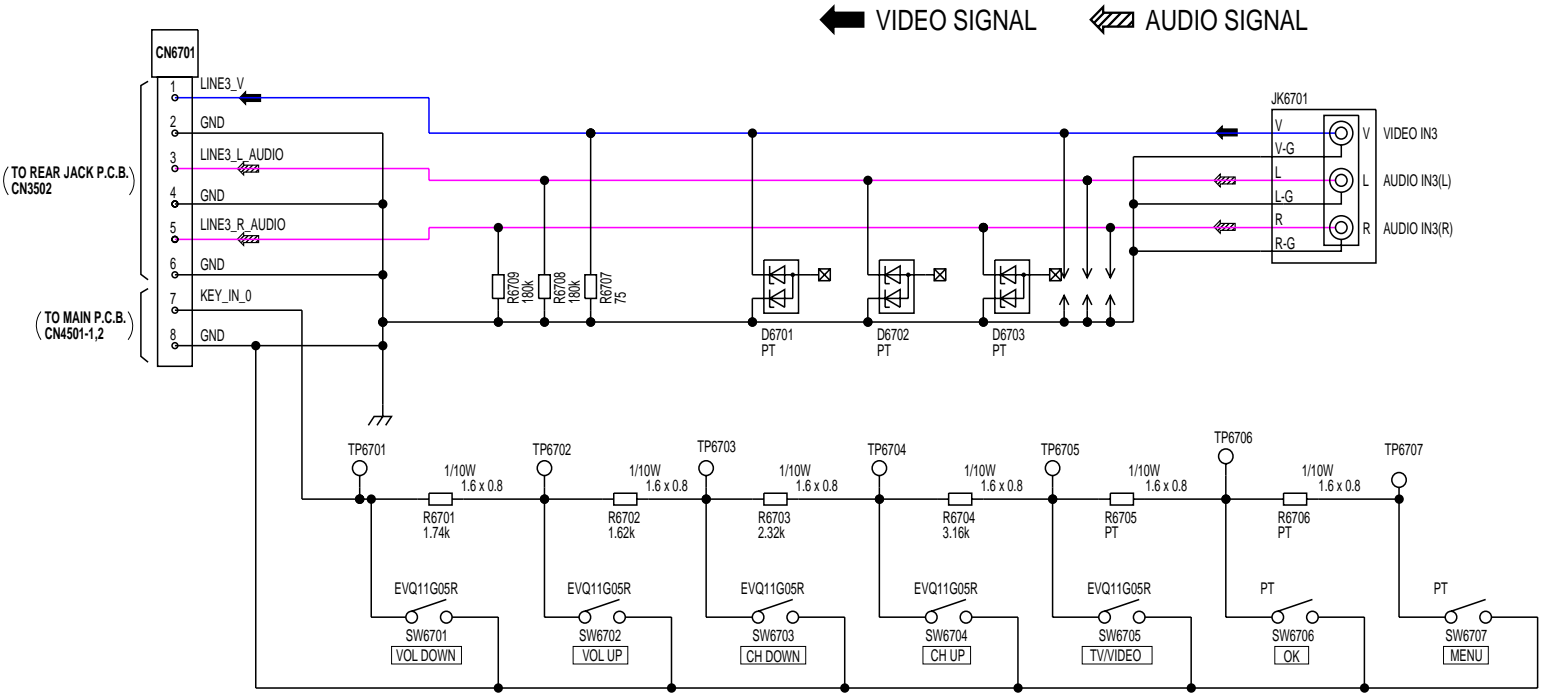 VIDEO SIGNAL
AUDIO SIGNAL
CN6701
1 LINE3_V
2 GND
3 LINE3_L_AUDIO
4 GND
5 LINE3_R_AUDIO
6 GND
7 KEY_IN_0
8 GND
(TO REAR JACK P.C.B.)
CN3502
(TO MAIN P.C.B.)
CN4501-1,2
JK6701
V
V-G
L
L-G
R
R-G
V VIDEO IN3
L AUDIO IN3(L)
R AUDIO IN3(R)
R6709
180k
R6708
180k
R6707
75
D6701
PT
D6702
PT
D6703
PT
TP6701
TP6702
TP6703
TP6704
TP6705
TP6706
TP6707
1/10W
1.6 x 0.8
R6701
1.74k
1/10W
1.6 x 0.8
R6702
1.62k
1/10W
1.6 x 0.8
R6703
2.32k
1/10W
1.6 x 0.8
R6704
3.16k
1/10W
1.6 x 0.8
R6705
PT
1/10W
1.6 x 0.8
R6706
PT
EVQ11G05R
SW6701
VOL DOWN
EVQ11G05R
SW6702
VOL UP
EVQ11G05R
SW6703
CH DOWN
EVQ11G05R
SW6704
CH UP
EVQ11G05R
SW6705
TV/VIDEO
PT
SW6706
OK
PT
SW6707
MENU